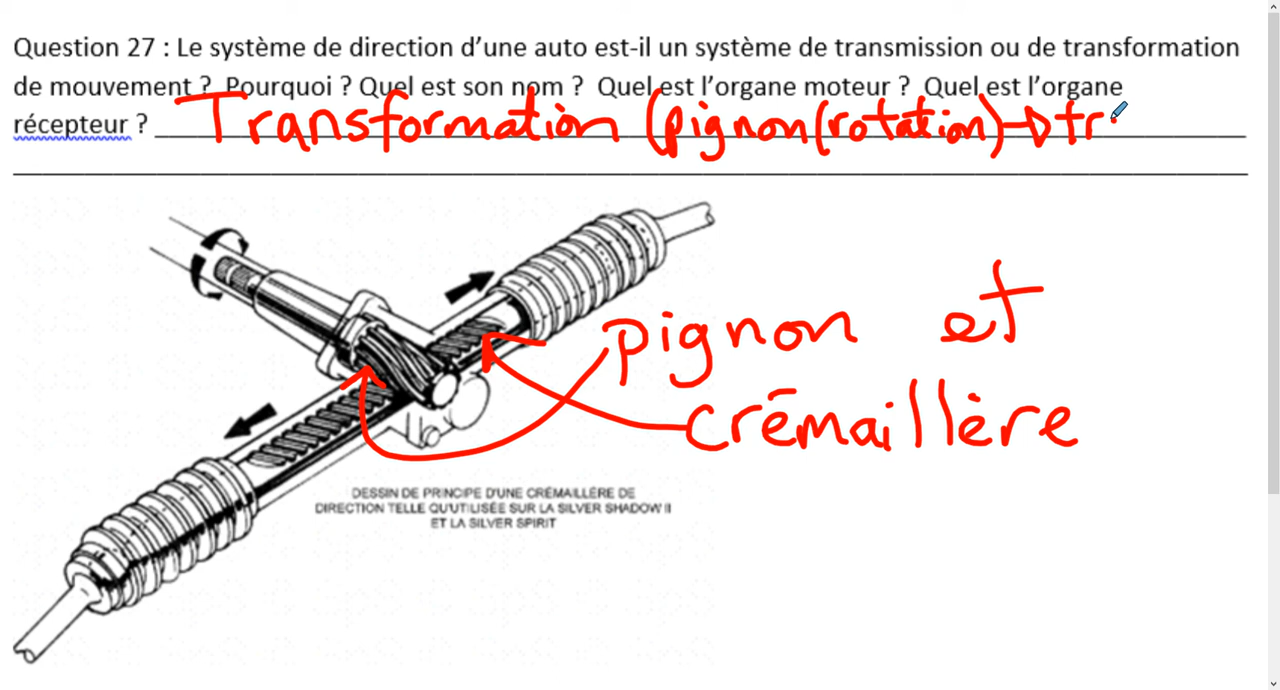 Question 27 : Le système de direction d'une auto est-il un système de transmission ou de transformation
de mouvement ? Pourquoi ? Quel est son nom ? Quel est l'organe moteur ? Quel est l'organe
récepteur ? Transformation (pignon(rotation)→ tr
pignon et
crémaillère
DESSIN DE PRINCIPE D'UNE CRÉMAILLÈRE DE
DIRECTION TELLE QU'UTILISÉE SUR LA SILVER SHADOW II
ET LA SILVER SPIRIT